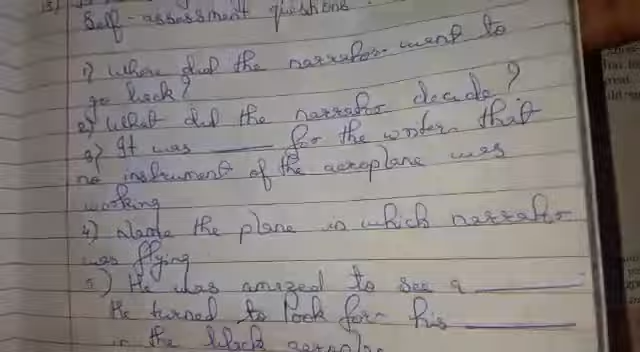 Self-assessment questions.
1) Where did the narrator want to
go back?
2) What did the narrator decide?
3) It was ____ for the writer that
no instrument of the aeroplane was
working
4) Name the plane in which narrator
was flying
5) He was amazed to see a ____
He turned to look for his ____
in the black aeroplane